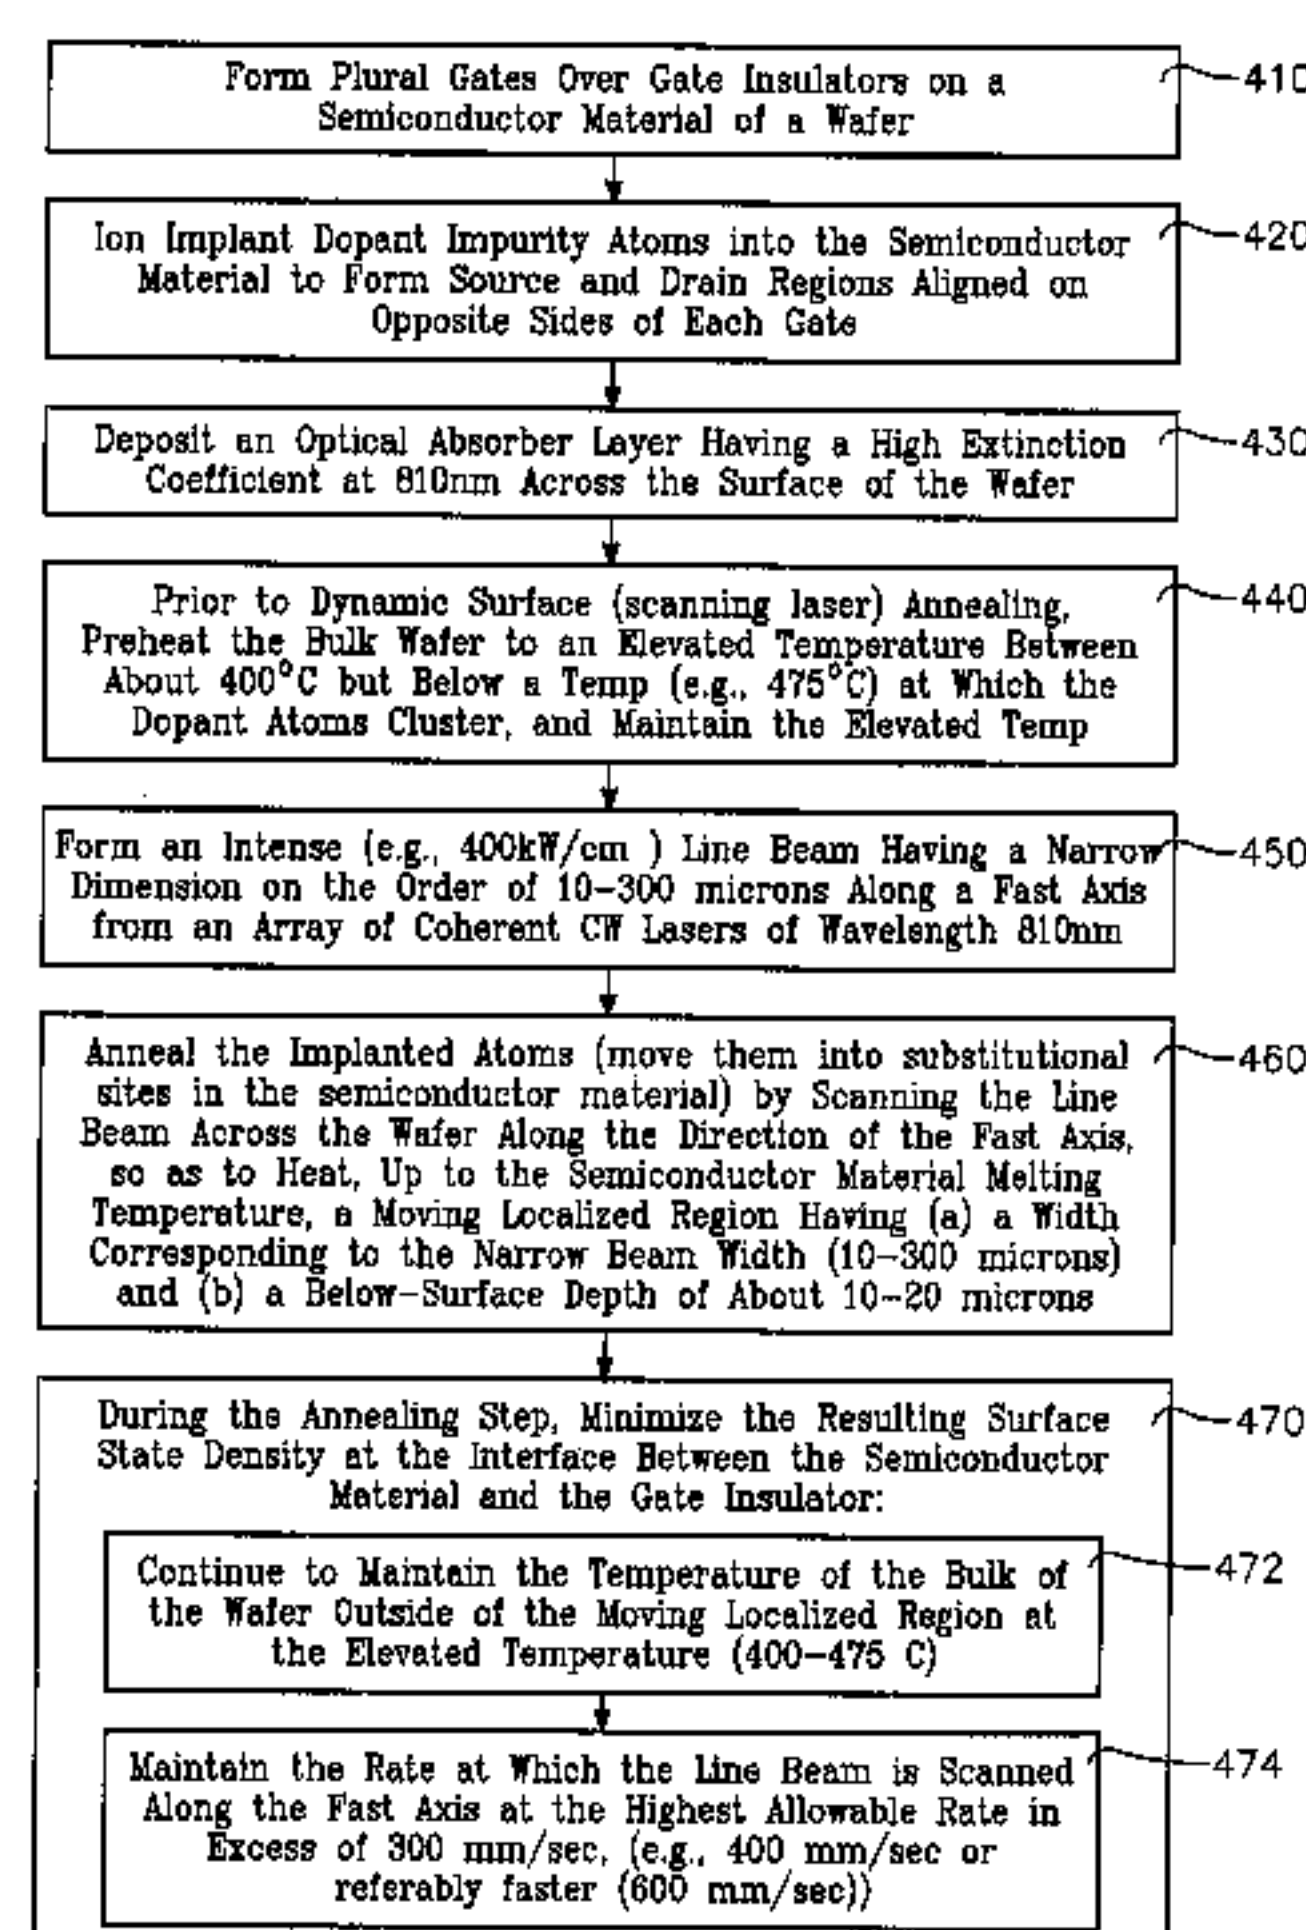 Form Plural Gates Over Gate Insulators on a
Semiconductor Material of a Wafer
410
Ion Implant Dopant Impurity Atoms into the Semiconductor
Material to Form Source and Drain Regions Aligned on
Opposite Sides of Each Gate
420
Deposit an Optical Absorber Layer Having a High Extinction
Coefficient at 810nm Across the Surface of the Wafer
430
Prior to Dynamic Surface (scanning laser) Annealing,
Preheat the Bulk Wafer to an Elevated Temperature Between
About 400°C but Below a Temp (e.g., 475°C) at Which the
Dopant Atoms Cluster, and Maintain the Elevated Temp
440
Form an Intense (e.g., 400kW/cm ) Line Beam Having a Narrow
Dimension on the Order of 10-300 microns Along a Fast Axis
from an Array of Coherent CW Lasers of Wavelength 810nm
450
Anneal the Implanted Atoms (move them into substitutional
sites in the semiconductor material) by Scanning the Line
Beam Across the Wafer Along the Direction of the Fast Axis,
so as to Heat, Up to the Semiconductor Material Melting
Temperature, a Moving Localized Region Having (a) a Width
Corresponding to the Narrow Beam Width (10-300 microns)
and (b) a Below-Surface Depth of About 10-20 microns
460
During the Annealing Step, Minimize the Resulting Surface
State Density at the Interface Between the Semiconductor
Material and the Gate Insulator:
470
Continue to Maintain the Temperature of the Bulk of
the Wafer Outside of the Moving Localized Region at
the Elevated Temperature (400-475 C)
472
Maintain the Rate at Which the Line Beam is Scanned
Along the Fast Axis at the Highest Allowable Rate in
Excess of 300 mm/sec, (e.g., 400 mm/sec or
referably faster (600 mm/sec))
474